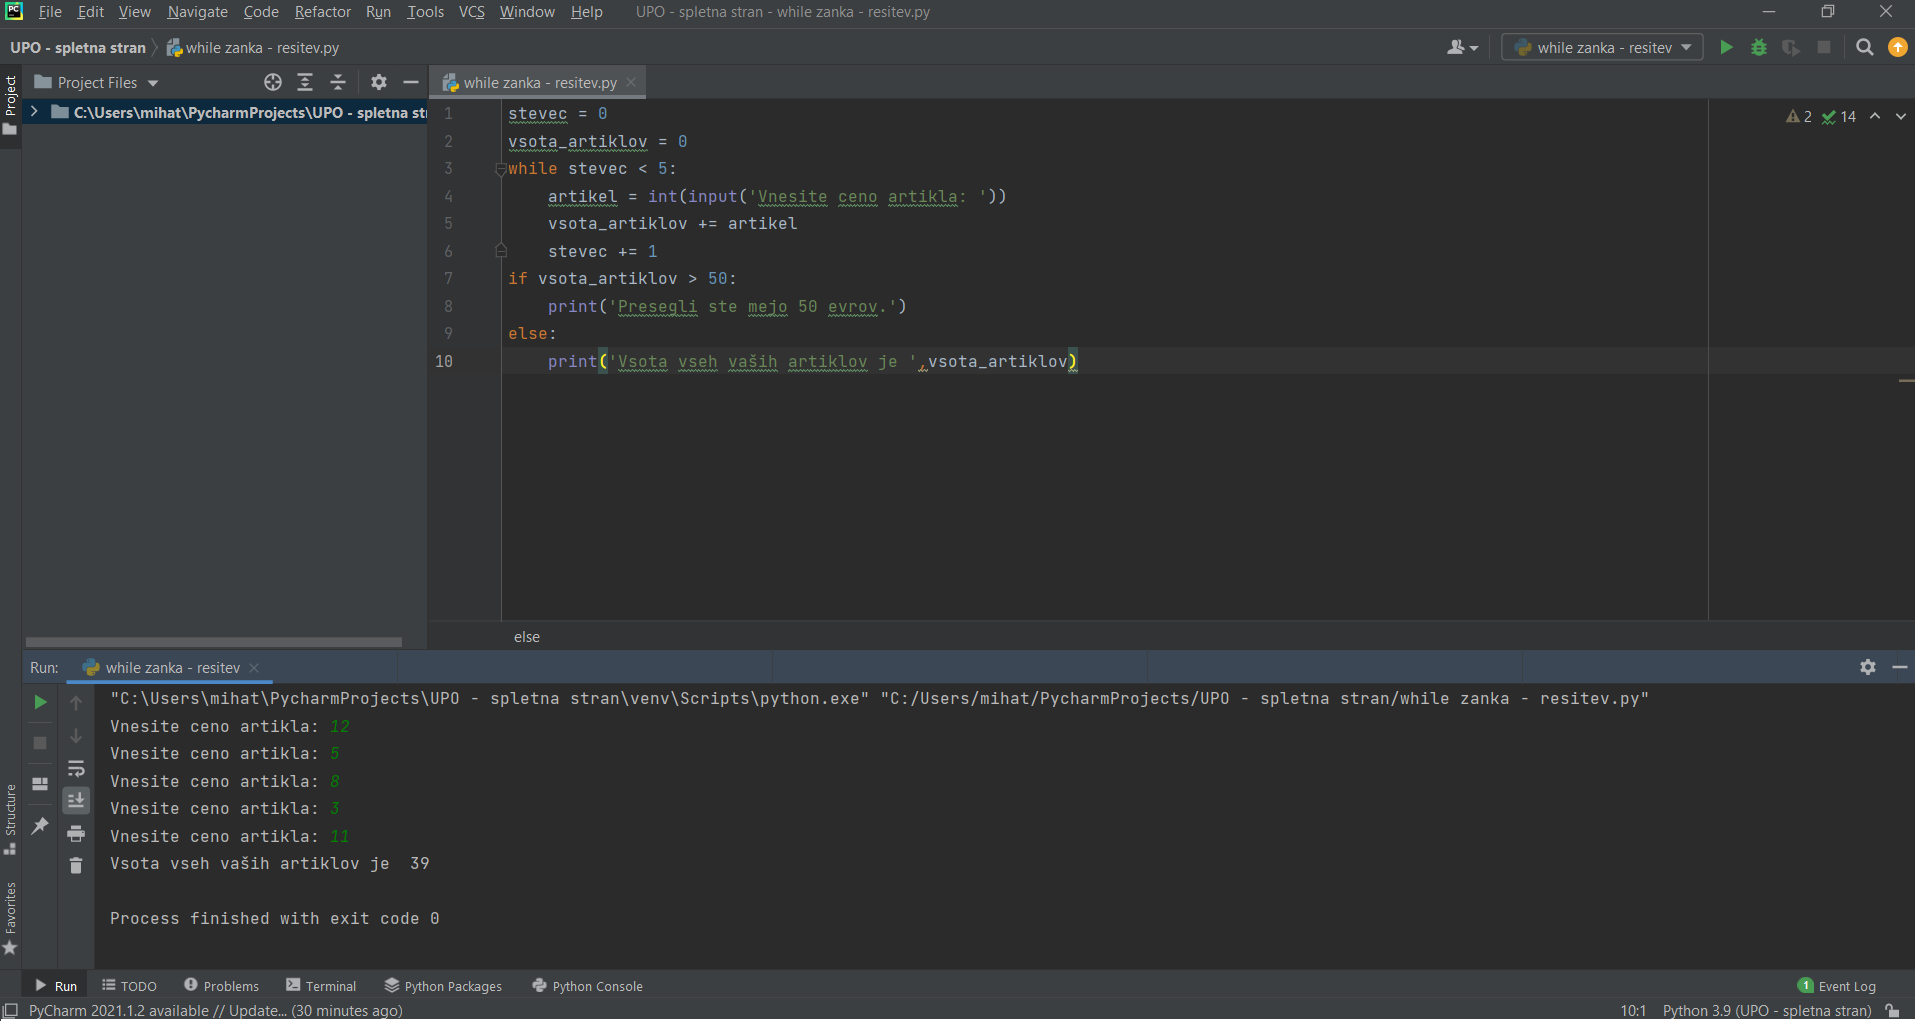 PC File Edit View Navigate Code Refactor Run Tools VCS Window Help UPO - spletna stran - while zanka - resitev.py
UPO - spletna stran while zanka - resitev.py while zanka - resitev
Project
Project Files
C:\Users\mihat\PycharmProjects\UPO - spletna st
while zanka - resitev.py
2 14
1 stevec = 0
2 vsota_artiklov = 0
3 while stevec < 5:
4 artikel = int(input('Vnesite ceno artikla: '))
5 vsota_artiklov += artikel
6 stevec += 1
7 if vsota_artiklov > 50:
8 print('Presegli ste mejo 50 evrov.')
9 else:
10 print('Vsota vseh vaših artiklov je ',vsota_artiklov)
else
Run: while zanka - resitev
"C:\Users\mihat\PycharmProjects\UPO - spletna stran\venv\Scripts\python.exe" "C:/Users/mihat/PycharmProjects/UPO - spletna stran/while zanka - resitev.py"
Vnesite ceno artikla: 12
Vnesite ceno artikla: 5
Vnesite ceno artikla: 8
Vnesite ceno artikla: 3
Vnesite ceno artikla: 11
Vsota vseh vaših artiklov je  39
Process finished with exit code 0
Structure
Favorites
Run TODO Problems Terminal Python Packages Python Console 1 Event Log
PyCharm 2021.1.2 available // Update... (30 minutes ago) 10:1 Python 3.9 (UPO - spletna stran)